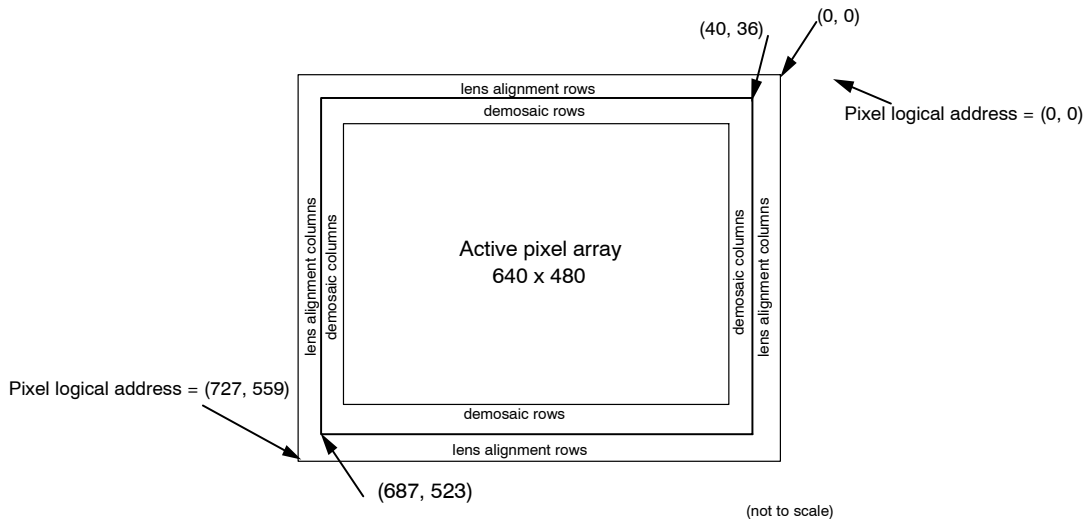 (0, 0)
(40, 36)
Pixel logical address = (0, 0)
lens alignment rows
demosaic rows
lens alignment columns
demosaic columns
Active pixel array
640 x 480
demosaic columns
lens alignment columns
Pixel logical address = (727, 559)
demosaic rows
lens alignment rows
(687, 523)
(not to scale)